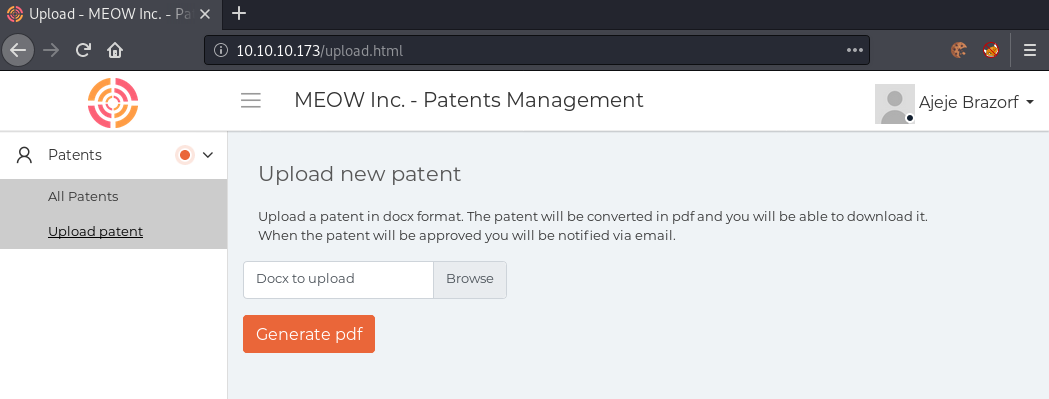 Upload - MEOW Inc. - Pa
10.10.10.173/upload.html
MEOW Inc. - Patents Management
Ajeje Brazorf
Patents
All Patents
Upload patent
Upload new patent
Upload a patent in docx format. The patent will be converted in pdf and you will be able to download it.
When the patent will be approved you will be notified via email.
Docx to upload Browse
Generate pdf